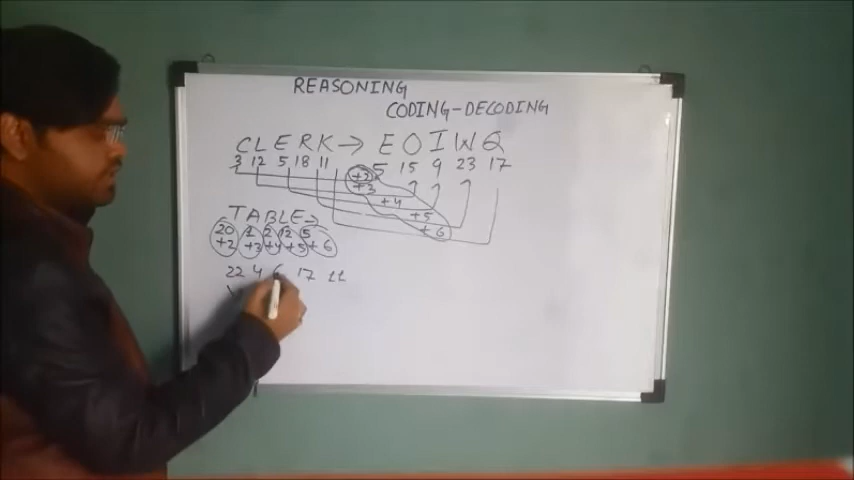 REASONING
CODING-DECODING
CLERK → EOIWQ
3 12 5 18 11 5 15 9 23 17
+2
+3
+4
+5
+6
TABLE →
20 1 2 12 5
+2 +3 +4 +5 +6
22 4 6 17 11